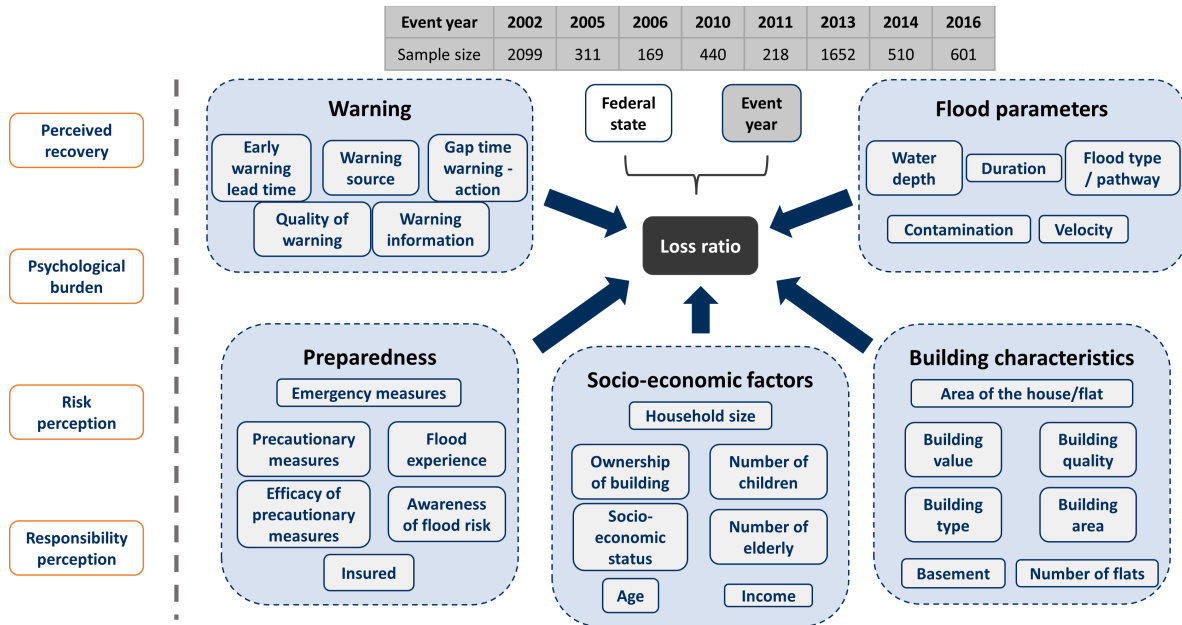 Event year 2002 2005 2006 2010 2011 2013 2014 2016
Sample size 2099 311 169 440 218 1652 510 601
Perceived
recovery
Psychological
burden
Risk
perception
Responsibility
perception
Warning
Early
warning
lead time
Warning
source
Gap time
warning -
action
Quality of
warning
Warning
information
Federal
state
Event
year
Loss ratio
Flood parameters
Water
depth
Duration
Flood type
/ pathway
Contamination
Velocity
Preparedness
Emergency measures
Precautionary
measures
Flood
experience
Efficacy of
precautionary
measures
Awareness
of flood risk
Insured
Socio-economic factors
Household size
Ownership
of building
Number of
children
Socio-
economic
status
Number of
elderly
Age
Income
Building characteristics
Area of the house/flat
Building
value
Building
quality
Building
type
Building
area
Basement
Number of flats